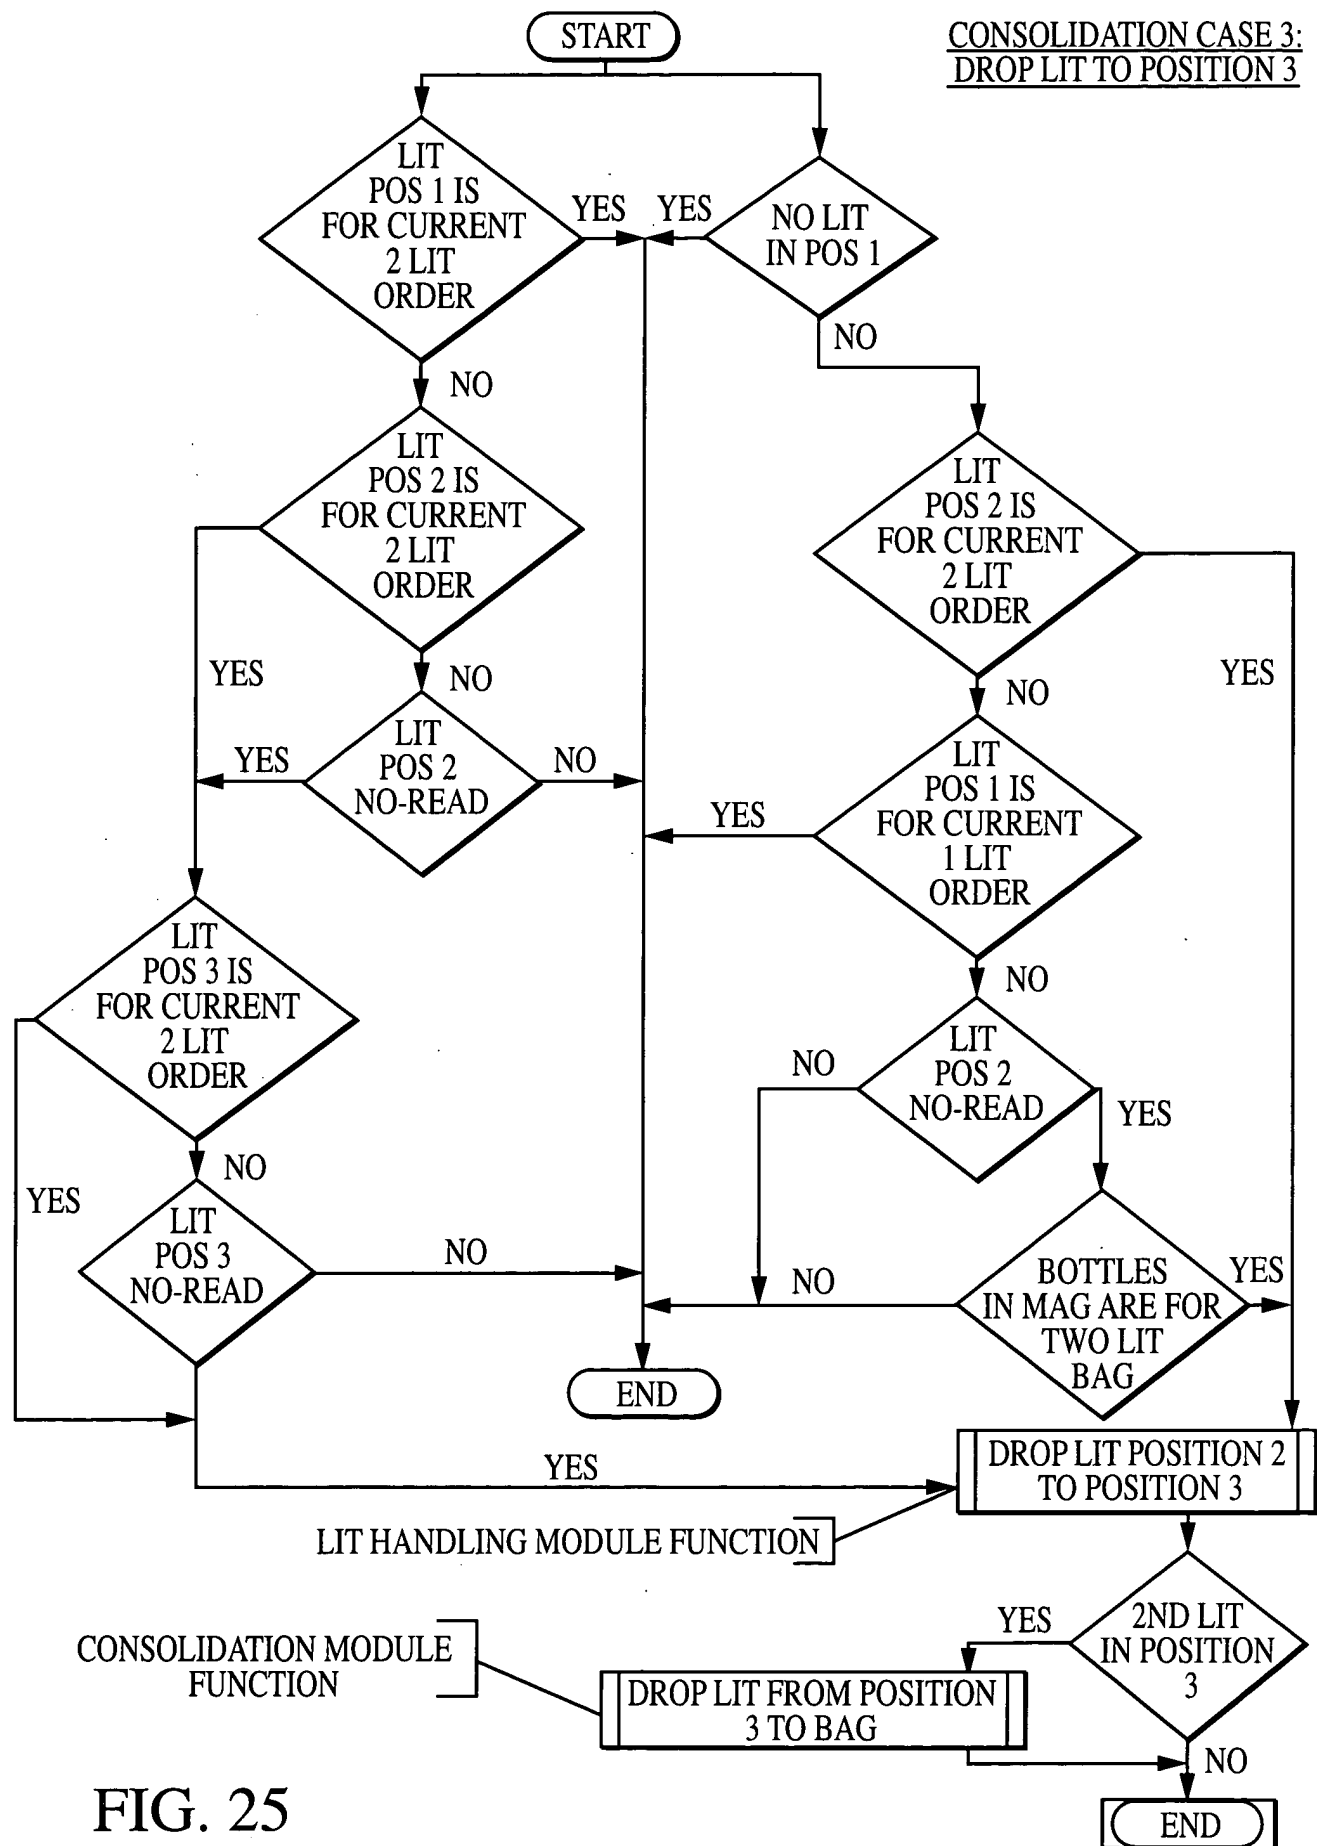 START
CONSOLIDATION CASE 3:
DROP LIT TO POSITION 3
LIT
POS 1 IS
FOR CURRENT
2 LIT
ORDER
YES
YES
NO LIT
IN POS 1
NO
NO
LIT
POS 2 IS
FOR CURRENT
2 LIT
ORDER
LIT
POS 2 IS
FOR CURRENT
2 LIT
ORDER
YES
NO
YES
NO
LIT
POS 2
NO-READ
YES
NO
LIT
POS 1 IS
FOR CURRENT
1 LIT
ORDER
YES
NO
LIT
POS 3 IS
FOR CURRENT
2 LIT
ORDER
LIT
POS 2
NO-READ
NO
YES
NO
YES
LIT
POS 3
NO-READ
NO
BOTTLES
IN MAG ARE FOR
TWO LIT
BAG
NO
YES
END
DROP LIT POSITION 2
TO POSITION 3
YES
LIT HANDLING MODULE FUNCTION
2ND LIT
IN POSITION
3
YES
CONSOLIDATION MODULE
FUNCTION
DROP LIT FROM POSITION
3 TO BAG
NO
END
FIG. 25